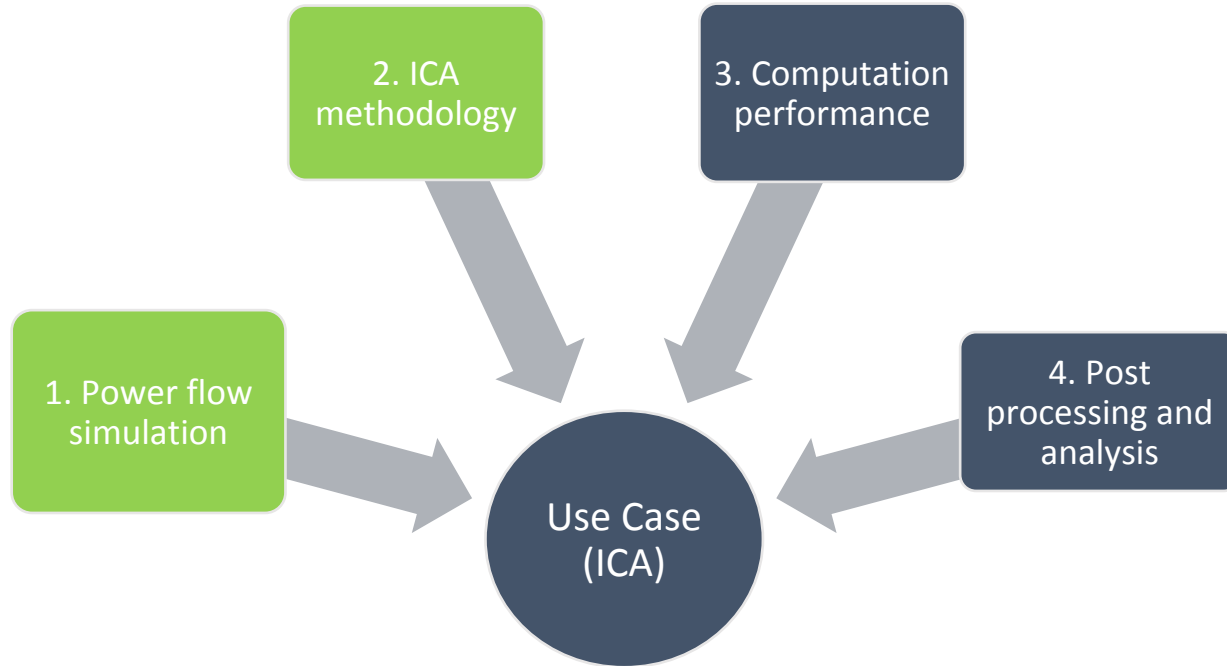 1. Power flow
simulation
2. ICA
methodology
3. Computation
performance
4. Post
processing and
analysis
Use Case
(ICA)